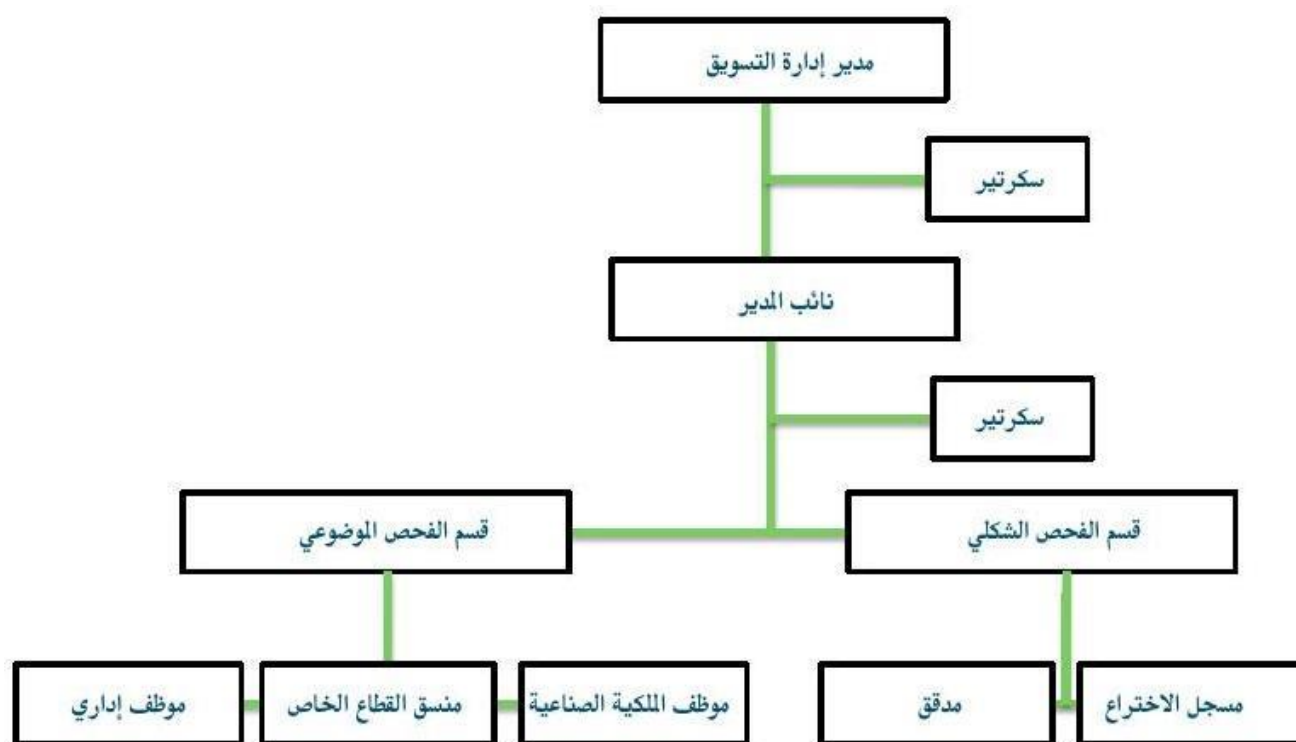 مدير إدارة التسويق
سكرتير
نائب المدير
سكرتير
قسم الفحص الشكلي
قسم الفحص الموضوعي
مسجل الاختراع
مدقق
موظف الملكية الصناعية
منسق القطاع الخاص
موظف إداري